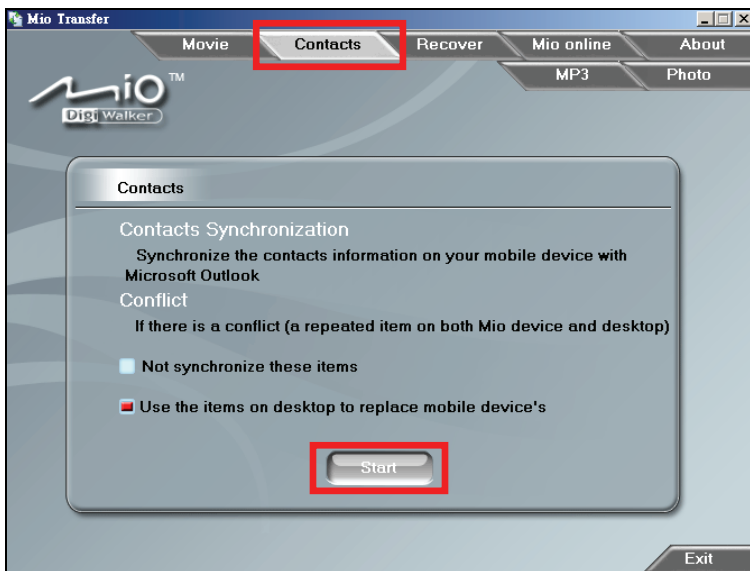 Mio Transfer
Movie Contacts Recover Mio online About
MP3 Photo
Mio TM
Digi Walker
Contacts
Contacts Synchronization
Synchronize the contacts information on your mobile device with
Microsoft Outlook
Conflict
If there is a conflict (a repeated item on both Mio device and desktop)
Not synchronize these items
Use the items on desktop to replace mobile device's
Start
Exit